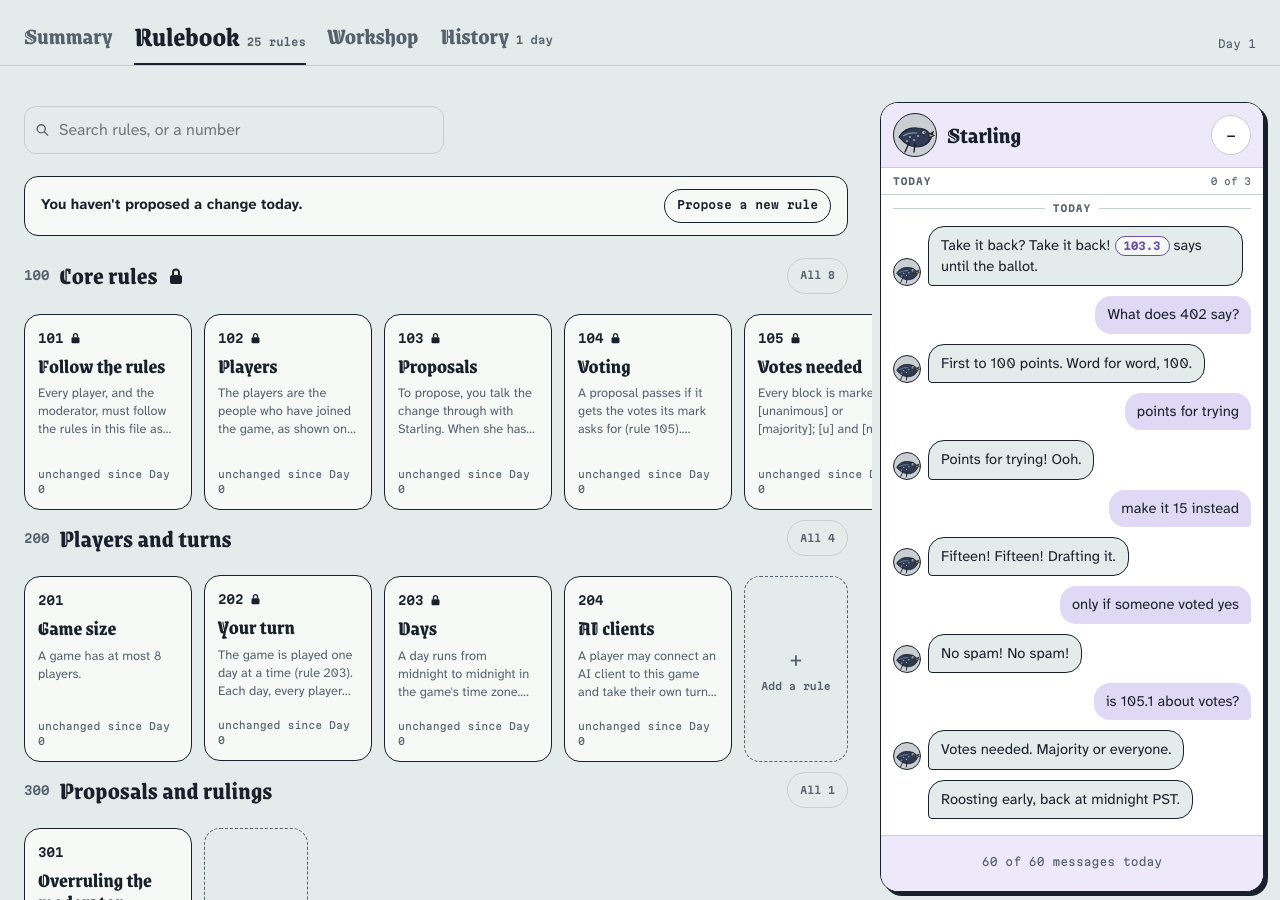 Summary
Rulebook 25 rules
Workshop
History 1 day
Day 1
Search rules, or a number
You haven't proposed a change today.
Propose a new rule
100 Core rules
All 8
101
Follow the rules
Every player, and the
moderator, must follow
the rules in this file as…
unchanged since Day
0
102
Players
The players are the
people who have joined
the game, as shown on…
unchanged since Day
0
103
Proposals
To propose, you talk the
change through with
Starling. When she has…
unchanged since Day
0
104
Voting
A proposal passes if it
gets the votes its mark
asks for (rule 105).…
unchanged since Day
0
105
Votes needed
Every block is marke
[unanimous] or
[majority]; [u] and [m
unchanged since Day
0
200 Players and turns
All 4
201
Game size
A game has at most 8
players.
unchanged since Day
0
202
Your turn
The game is played one
day at a time (rule 203).
Each day, every player…
unchanged since Day
0
203
Days
A day runs from
midnight to midnight in
the game's time zone.…
unchanged since Day
0
204
AI clients
A player may connect an
AI client to this game
and take their own turn…
unchanged since Day
0
+
Add a rule
300 Proposals and rulings
All 1
301
Overruling the
Starling
–
TODAY
0 of 3
TODAY
Take it back? Take it back! 103.3 says
until the ballot.
What does 402 say?
First to 100 points. Word for word, 100.
points for trying
Points for trying! Ooh.
make it 15 instead
Fifteen! Fifteen! Drafting it.
only if someone voted yes
No spam! No spam!
is 105.1 about votes?
Votes needed. Majority or everyone.
Roosting early, back at midnight PST.
60 of 60 messages today